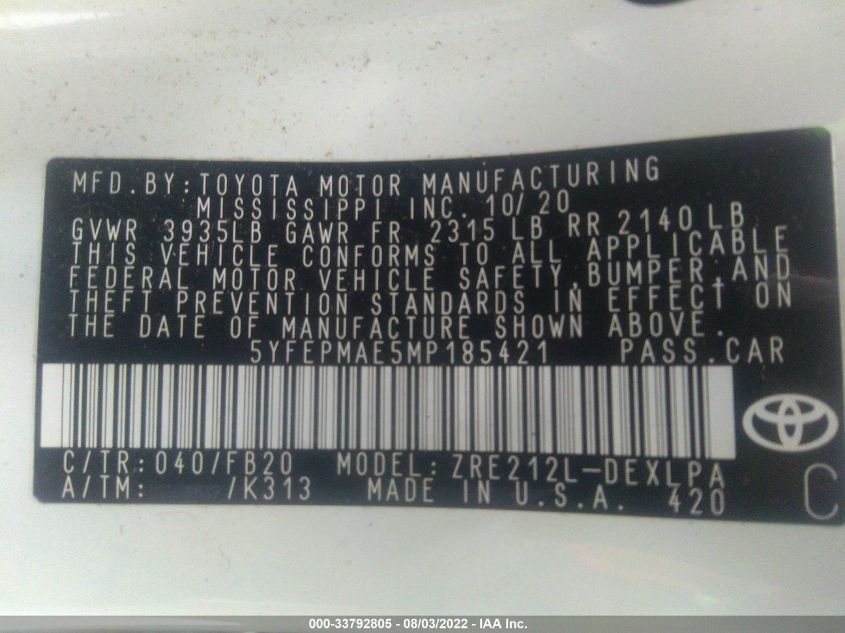 MFD.BY:TOYOTA MOTOR MANUFACTURING
MISSISSIPPI INC. 10/20
GVWR 3935LB GAWR FR 2315 LB RR 2140 LB
THIS VEHICLE CONFORMS TO ALL APPLICABLE
FEDERAL MOTOR VEHICLE SAFETY,BUMPER,AND
THEFT PREVENTION STANDARDS IN EFFECT ON
THE DATE OF MANUFACTURE SHOWN ABOVE.
5YFEPMAE5MP185421 PASS.CAR
C/TR:040/FB20 MODEL:ZRE212L-DEXLPA
A/TM: /K313 MADE IN U.S.A. 420
C
000-33792805 - 08/03/2022 - IAA Inc.